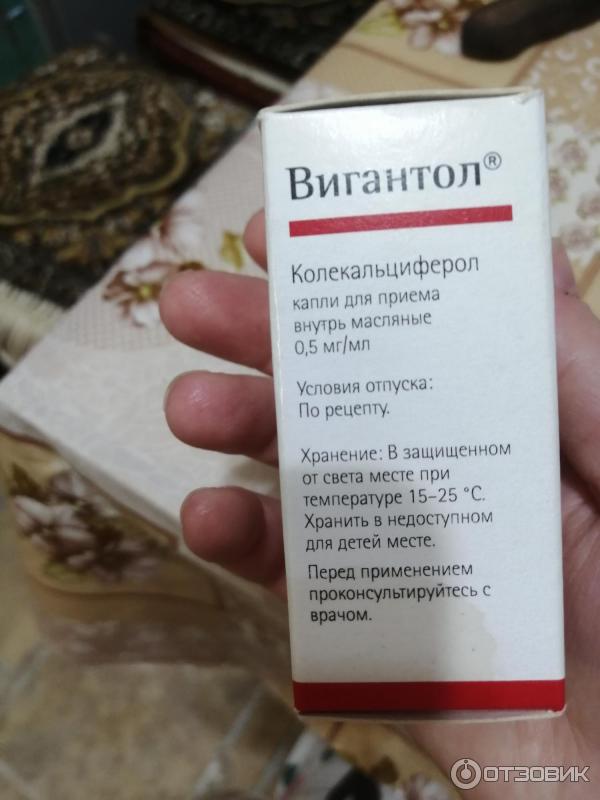 Вигантол®
Колекальциферол
капли для приема
внутрь масляные
0,5 мг/мл
Условия отпуска:
По рецепту.
Хранение: В защищенном
от света месте при
температуре 15–25 °C.
Хранить в недоступном
для детей месте.
Перед применением
проконсультируйтесь с
врачом.
ОТЗОВИК